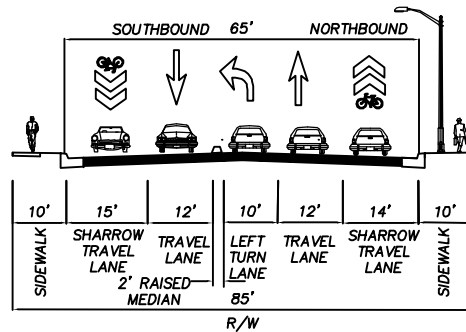 SOUTHBOUND 65' NORTHBOUND
10' 15' 12' 10' 12' 14' 10'
SIDEWALK
SHARROW
TRAVEL
LANE
TRAVEL
LANE
LEFT
TURN
LANE
TRAVEL
LANE
SHARROW
TRAVEL
LANE
SIDEWALK
2' RAISED
MEDIAN
85'
R/W